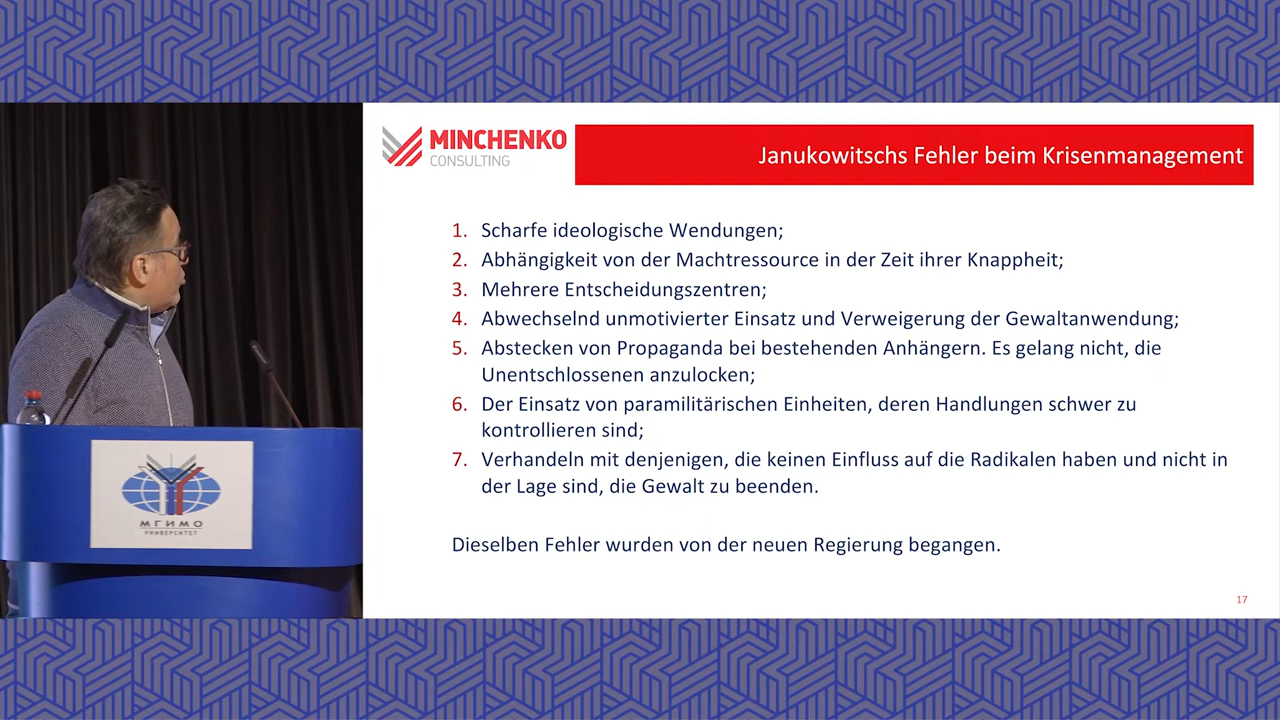 MINCHENKO
CONSULTING
Janukowitschs Fehler beim Krisenmanagement
1. Scharfe ideologische Wendungen;
2. Abhängigkeit von der Machtressource in der Zeit ihrer Knappheit;
3. Mehrere Entscheidungszentren;
4. Abwechselnd unmotivierter Einsatz und Verweigerung der Gewaltanwendung;
5. Abstecken von Propaganda bei bestehenden Anhängern. Es gelang nicht, die
Unentschlossenen anzulocken;
6. Der Einsatz von paramilitärischen Einheiten, deren Handlungen schwer zu
kontrollieren sind;
7. Verhandeln mit denjenigen, die keinen Einfluss auf die Radikalen haben und nicht in
der Lage sind, die Gewalt zu beenden.
Dieselben Fehler wurden von der neuen Regierung begangen.
17
МГИМО
УНИВЕРСИТЕТ